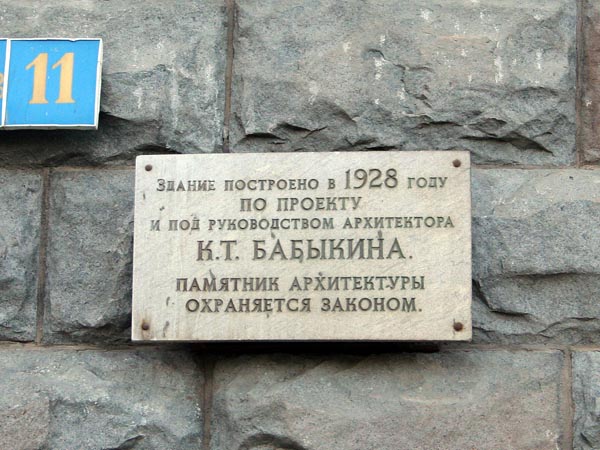 11
Здание построено в 1928 году
по проекту
и под руководством архитектора
К.Т. БАБЫКИНА.
Памятник архитектуры
охраняется законом.